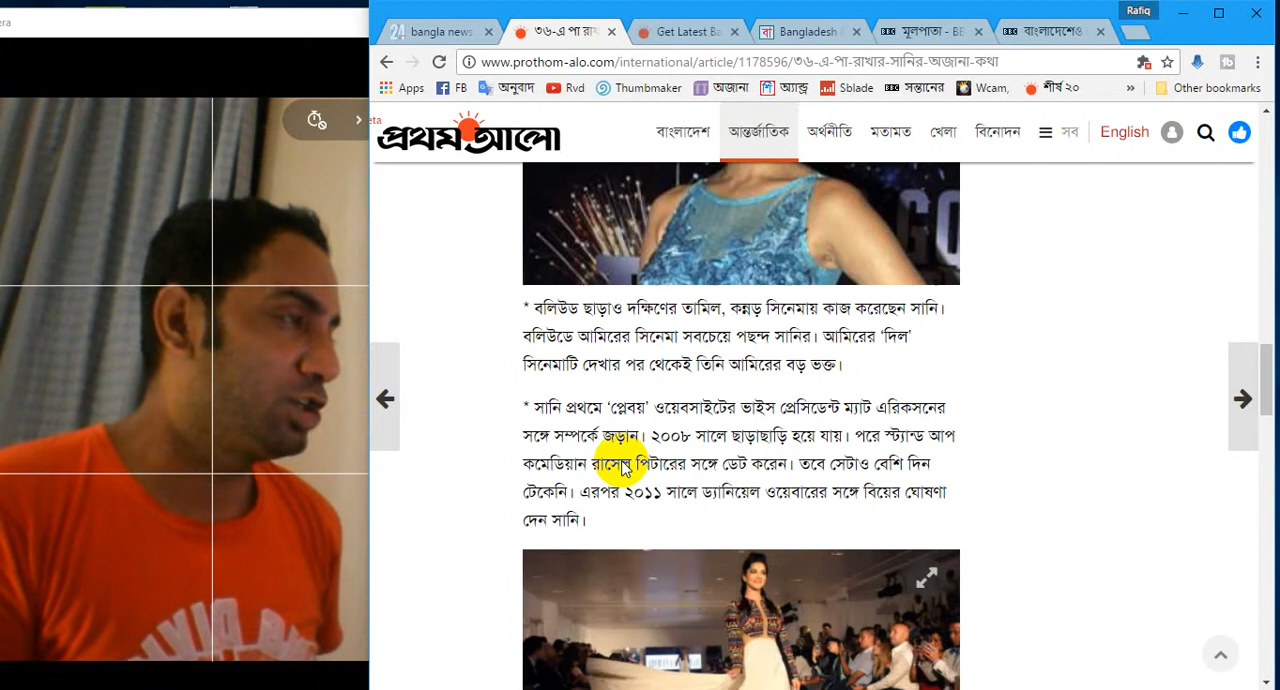 era
Rafiq
bangla news
৩৬-এ পা রাখ
Get Latest Ba
Bangladesh
মূলপাতা - BB
বাংলাদেশেও
www.prothom-alo.com/international/article/1178596/৩৬-এ-পা-রাখার-সানির-অজানা-কথা
Apps FB অনুবাদ Rvd Thumbmaker অজানা অ্যান্ড্র Sblade সন্তানের Wcam, শীর্ষ ২০ » Other bookmarks
eta
প্রথম আলো
বাংলাদেশ আন্তর্জাতিক অর্থনীতি মতামত খেলা বিনোদন সব English
GO
* বলিউড ছাড়াও দক্ষিণের তামিল, কন্নড় সিনেমায় কাজ করেছেন সানি।
বলিউডে আমিরের সিনেমা সবচেয়ে পছন্দ সানির। আমিরের ‘দিল’
সিনেমাটি দেখার পর থেকেই তিনি আমিরের বড় ভক্ত।
* সানি প্রথমে ‘প্লেবয়’ ওয়েবসাইটের ভাইস প্রেসিডেন্ট ম্যাট এরিকসনের
সঙ্গে সম্পর্কে জড়ান। ২০০৮ সালে ছাড়াছাড়ি হয়ে যায়। পরে স্ট্যান্ড আপ
কমেডিয়ান রাসেল পিটারের সঙ্গে ডেট করেন। তবে সেটাও বেশি দিন
টেকেনি। এরপর ২০১১ সালে ড্যানিয়েল ওয়েবারের সঙ্গে বিয়ের ঘোষণা
দেন সানি।